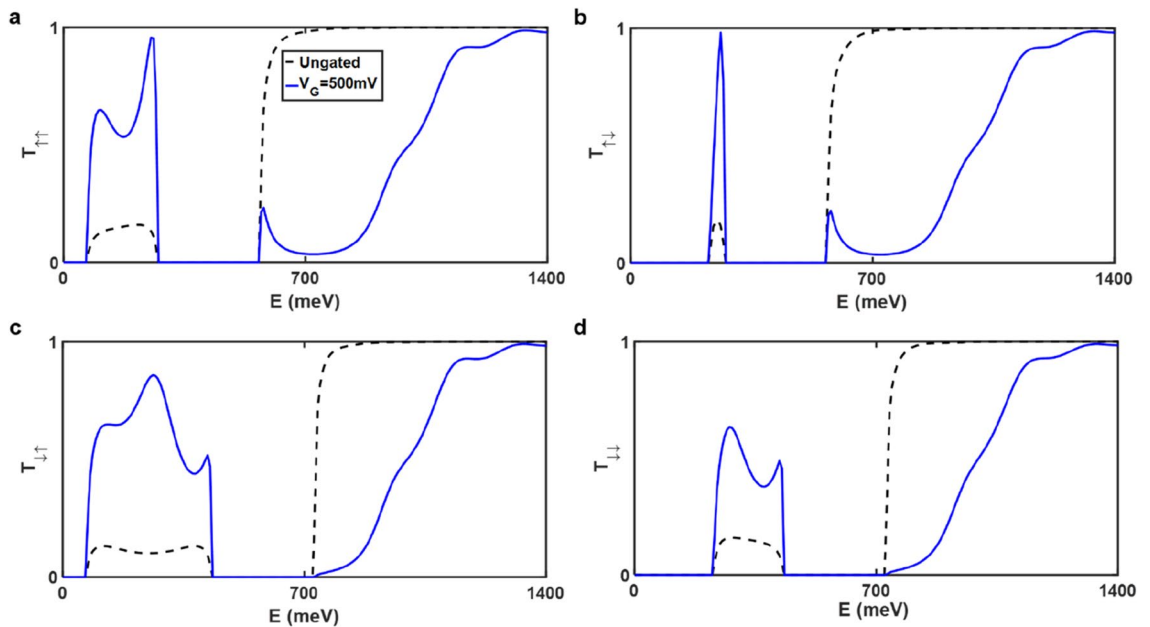 a
1
T↑↑
0
0
700
1400
E (meV)
Ungated
V_G=500mV
b
1
T↑↓
0
0
700
1400
E (meV)
c
1
T↓↑
0
0
700
1400
E (meV)
d
1
T↓↓
0
0
700
1400
E (meV)